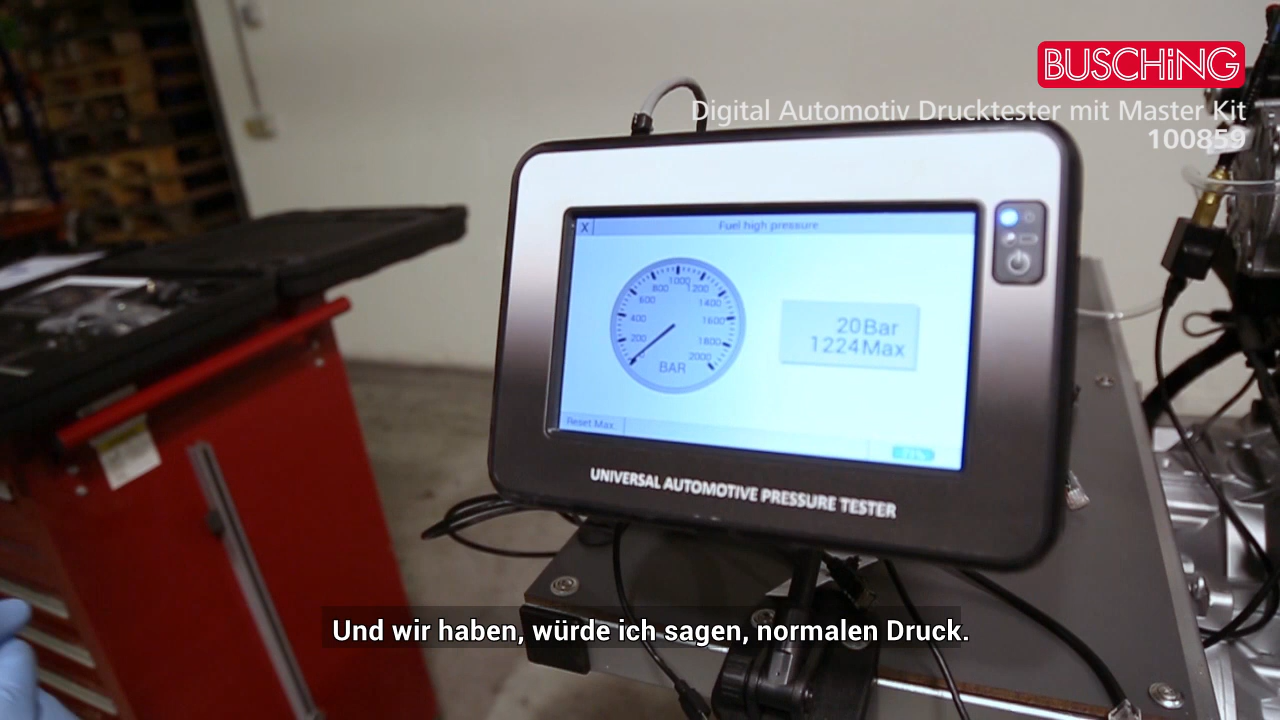 BUSCHiNG
Digital Automotiv Drucktester mit Master Kit
100859
X Fuel high pressure
1000
800 1200
600 1400
400 1600
200 1800
2000
BAR
20Bar
1224Max
Reset Max.
UNIVERSAL AUTOMOTIVE PRESSURE TESTER
Und wir haben, würde ich sagen, normalen Druck.